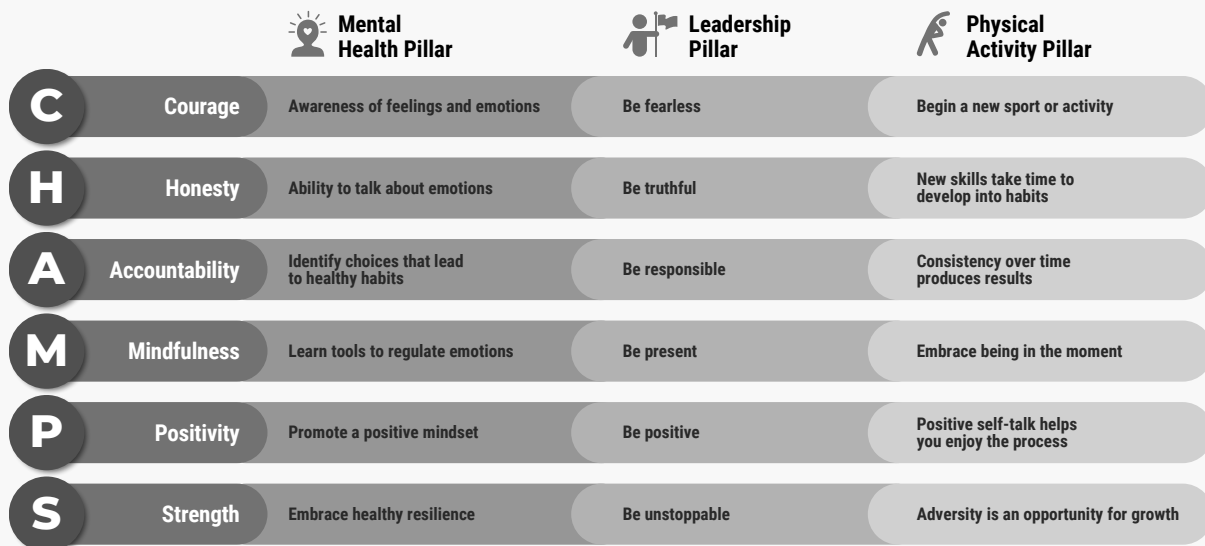 Mental
Health Pillar
Leadership
Pillar
Physical
Activity Pillar
C
Courage
Awareness of feelings and emotions
Be fearless
Begin a new sport or activity
H
Honesty
Ability to talk about emotions
Be truthful
New skills take time to
develop into habits
A
Accountability
Identify choices that lead
to healthy habits
Be responsible
Consistency over time
produces results
M
Mindfulness
Learn tools to regulate emotions
Be present
Embrace being in the moment
P
Positivity
Promote a positive mindset
Be positive
Positive self-talk helps
you enjoy the process
S
Strength
Embrace healthy resilience
Be unstoppable
Adversity is an opportunity for growth